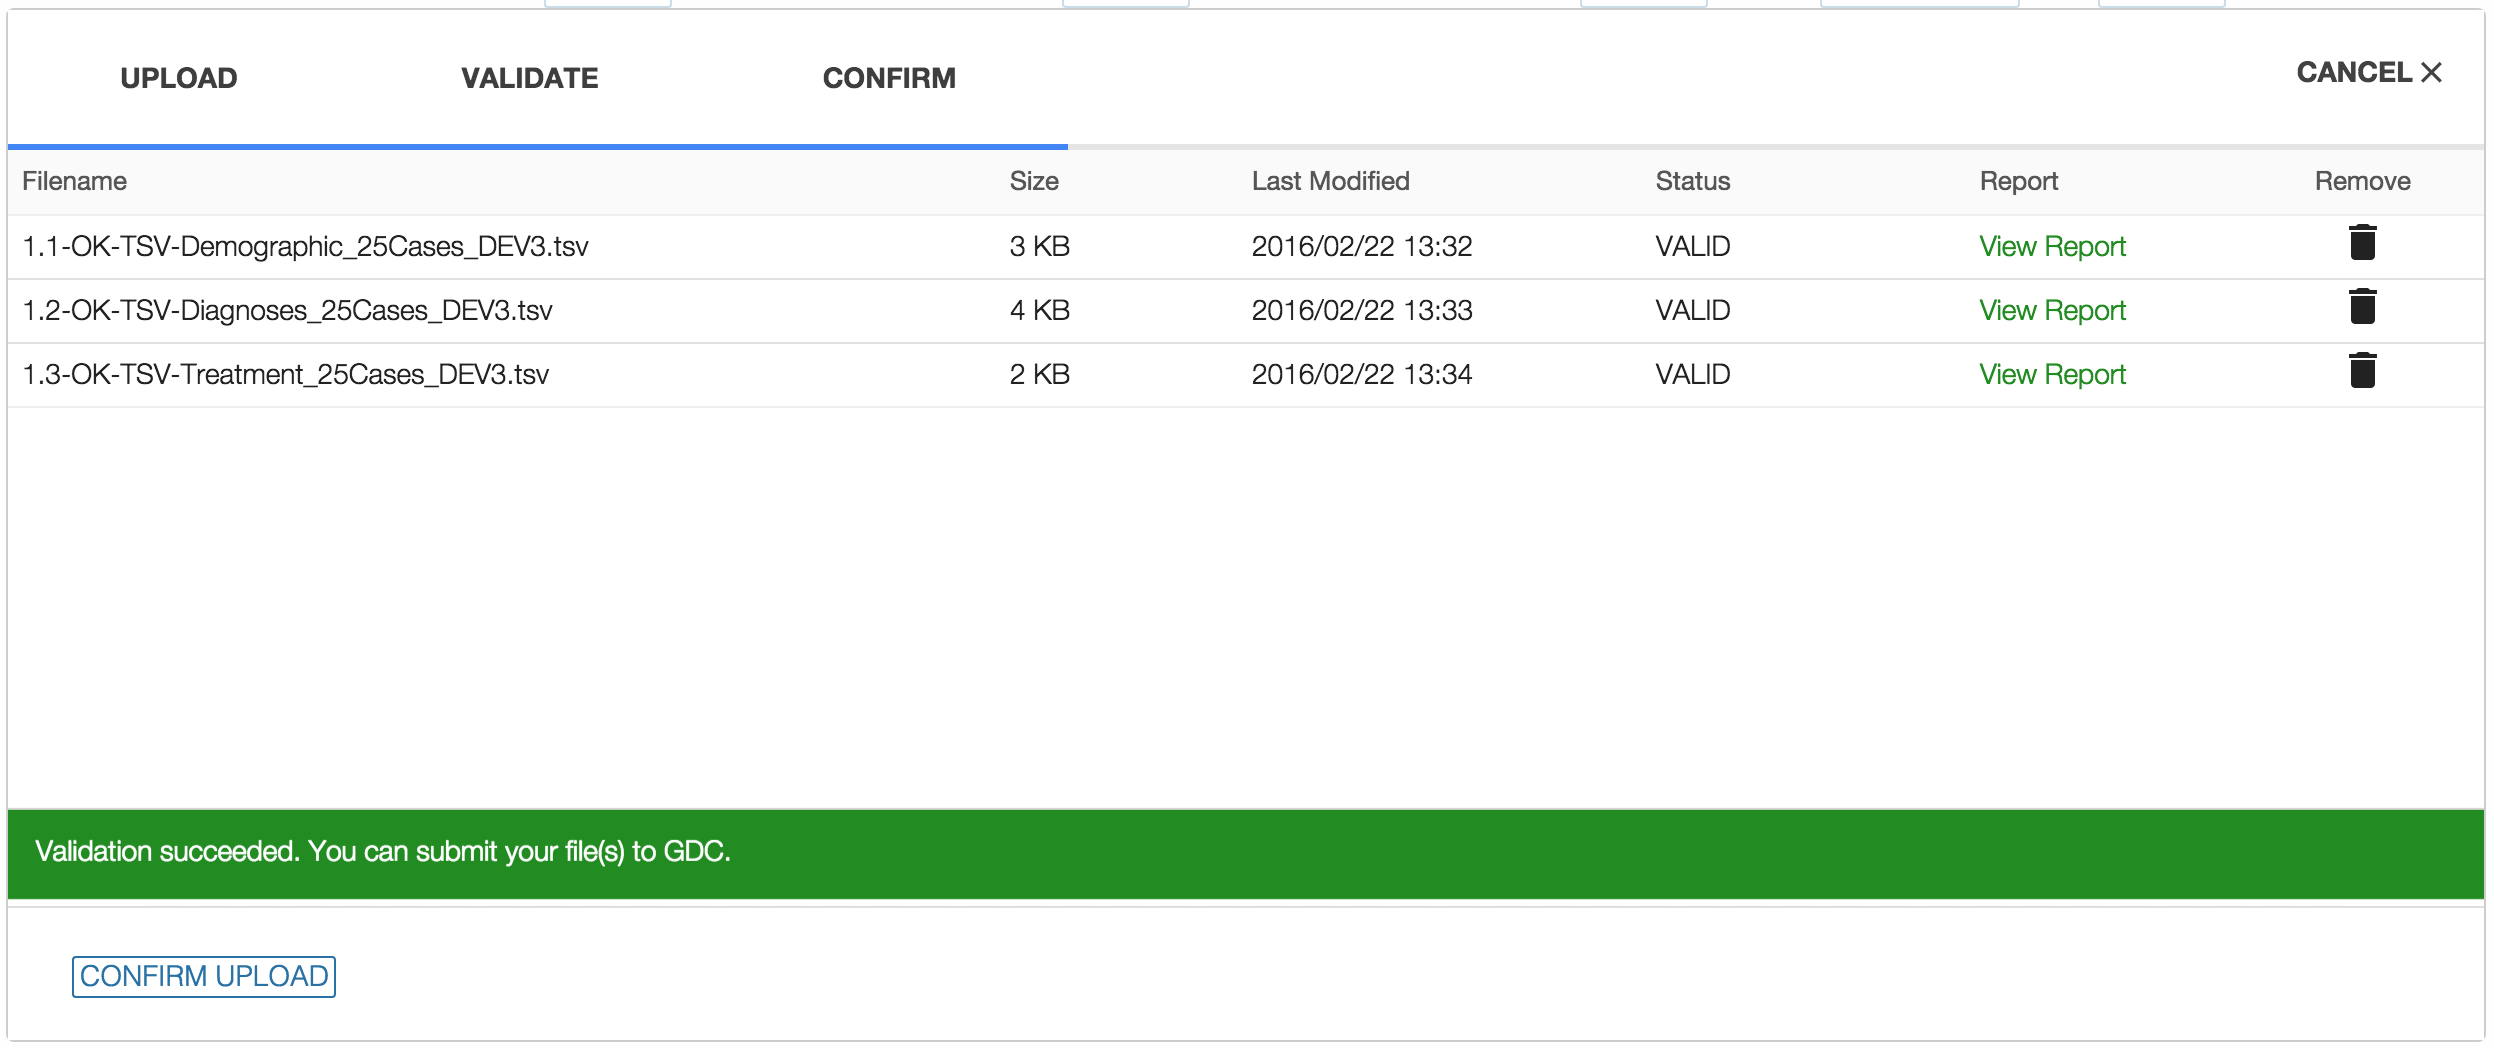 UPLOAD VALIDATE CONFIRM CANCEL
Filename Size Last Modified Status Report Remove
1.1-OK-TSV-Demographic_25Cases_DEV3.tsv 3 KB 2016/02/22 13:32 VALID View Report
1.2-OK-TSV-Diagnoses_25Cases_DEV3.tsv 4 KB 2016/02/22 13:33 VALID View Report
1.3-OK-TSV-Treatment_25Cases_DEV3.tsv 2 KB 2016/02/22 13:34 VALID View Report
Validation succeeded. You can submit your file(s) to GDC.
CONFIRM UPLOAD